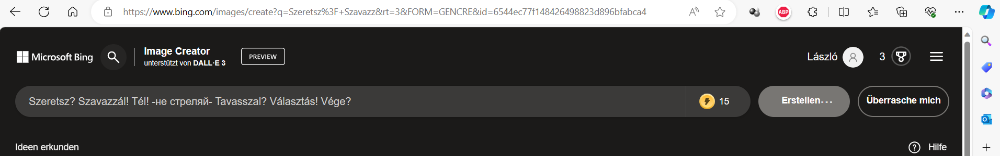 https://www.bing.com/images/create?q=Szeretsz%3F+Szavazz&rt=3&FORM=GENCRE&id=6544ec77f148426498823d896bfabca4
A
ABP
Microsoft Bing
Image Creator
unterstützt von DALL·E 3
PREVIEW
László
3
Szeretsz? Szavazzál! Tél! -не стреляй- Tavasszal? Választás! Vége?
15
Erstellen...
Überrasche mich
Ideen erkunden
? Hilfe